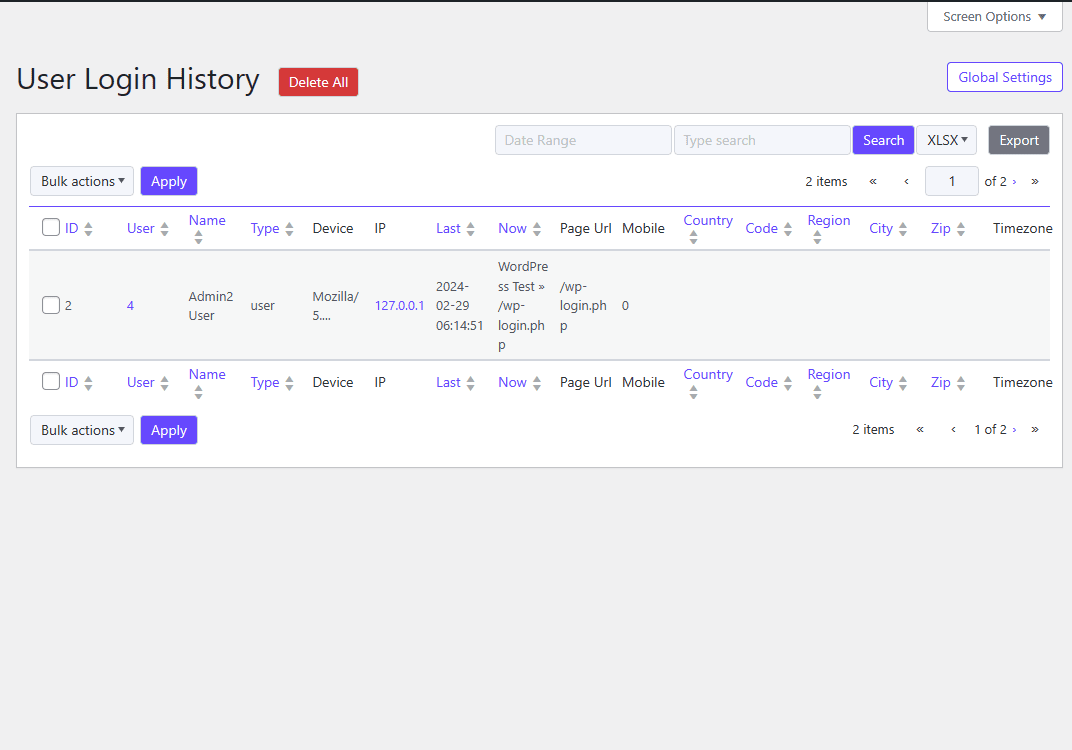 Screen Options
User Login History Delete All Global Settings
Date Range Type search Search XLSX Export
Bulk actions Apply 2 items « ‹ 1 of 2 › »
ID User Name Type Device IP Last Now Page Url Mobile Country Code Region City Zip Timezone
2 4 Admin2 User user Mozilla/5.... 127.0.0.1 2024-02-29 06:14:51 WordPress Test » /wp-login.php /wp-login.php 0
ID User Name Type Device IP Last Now Page Url Mobile Country Code Region City Zip Timezone
Bulk actions Apply 2 items « ‹ 1 of 2 › »